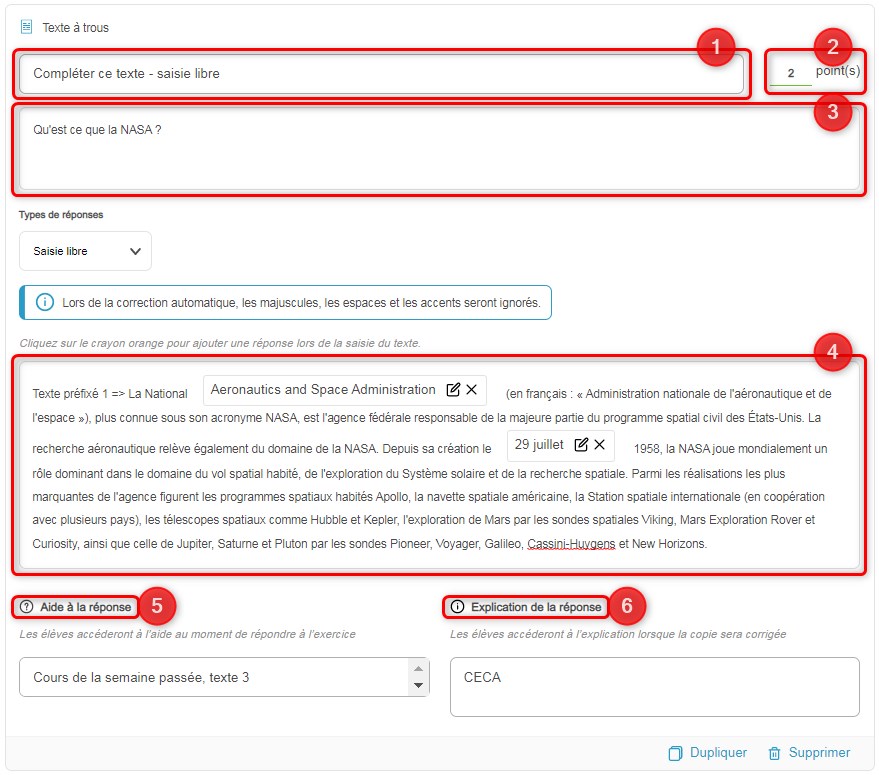 Texte à trous
1
2
Compléter ce texte - saisie libre
2 point(s)
3
Qu'est ce que la NASA ?
Types de réponses
Saisie libre
Lors de la correction automatique, les majuscules, les espaces et les accents seront ignorés.
Cliquez sur le crayon orange pour ajouter une réponse lors de la saisie du texte.
4
Texte préfixé 1 => La National Aeronautics and Space Administration (en français : « Administration nationale de l'aéronautique et de
l'espace »), plus connue sous son acronyme NASA, est l'agence fédérale responsable de la majeure partie du programme spatial civil des États-Unis. La
recherche aéronautique relève également du domaine de la NASA. Depuis sa création le 29 juillet 1958, la NASA joue mondialement un
rôle dominant dans le domaine du vol spatial habité, de l'exploration du Système solaire et de la recherche spatiale. Parmi les réalisations les plus
marquantes de l'agence figurent les programmes spatiaux habités Apollo, la navette spatiale américaine, la Station spatiale internationale (en coopération
avec plusieurs pays), les télescopes spatiaux comme Hubble et Kepler, l'exploration de Mars par les sondes spatiales Viking, Mars Exploration Rover et
Curiosity, ainsi que celle de Jupiter, Saturne et Pluton par les sondes Pioneer, Voyager, Galileo, Cassini-Huygens et New Horizons.
Aide à la réponse 5
Les élèves accéderont à l'aide au moment de répondre à l'exercice
Cours de la semaine passée, texte 3
Explication de la réponse 6
Les élèves accéderont à l'explication lorsque la copie sera corrigée
CECA
Dupliquer
Supprimer